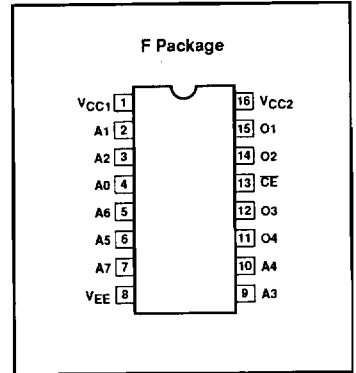 F Package
VCC1 1 16 VCC2
A1 2 15 O1
A2 3 14 O2
A0 4 13 C̅E̅
A6 5 12 O3
A5 6 11 O4
A7 7 10 A4
VEE 8 9 A3